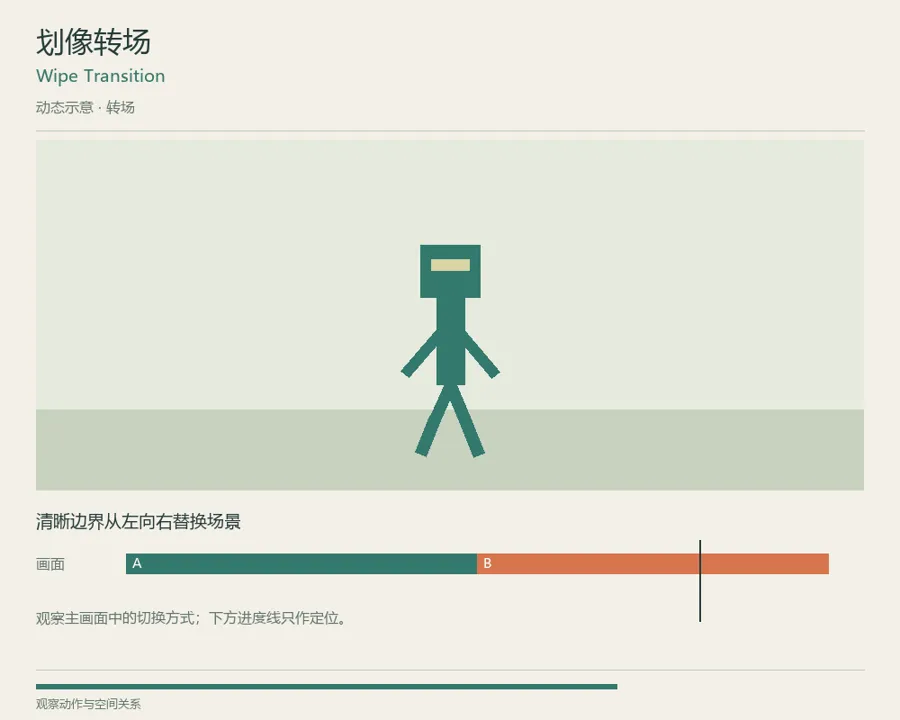 划像转场
Wipe Transition
动态示意 · 转场
清晰边界从左向右替换场景
画面 A B
观察主画面中的切换方式；下方进度线只作定位。
观察动作与空间关系